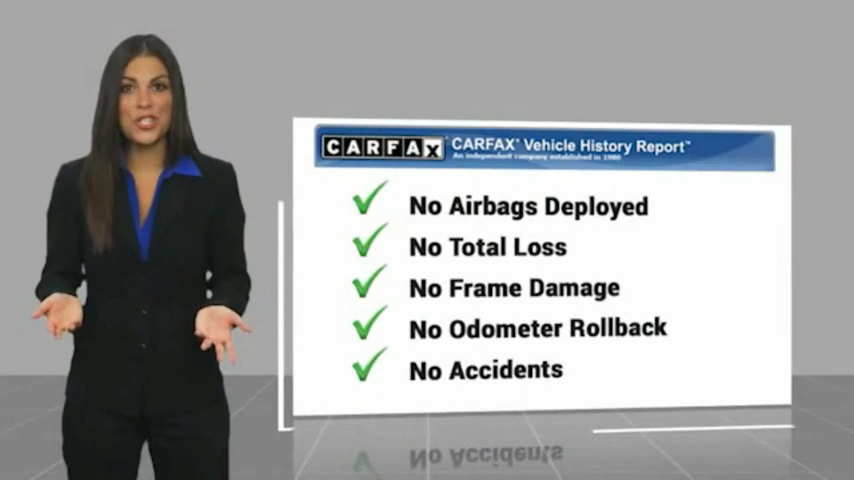 CARFAX CARFAX® Vehicle History Report™
An independent company established in 1986
No Airbags Deployed
No Total Loss
No Frame Damage
No Odometer Rollback
No Accidents
No Accidents